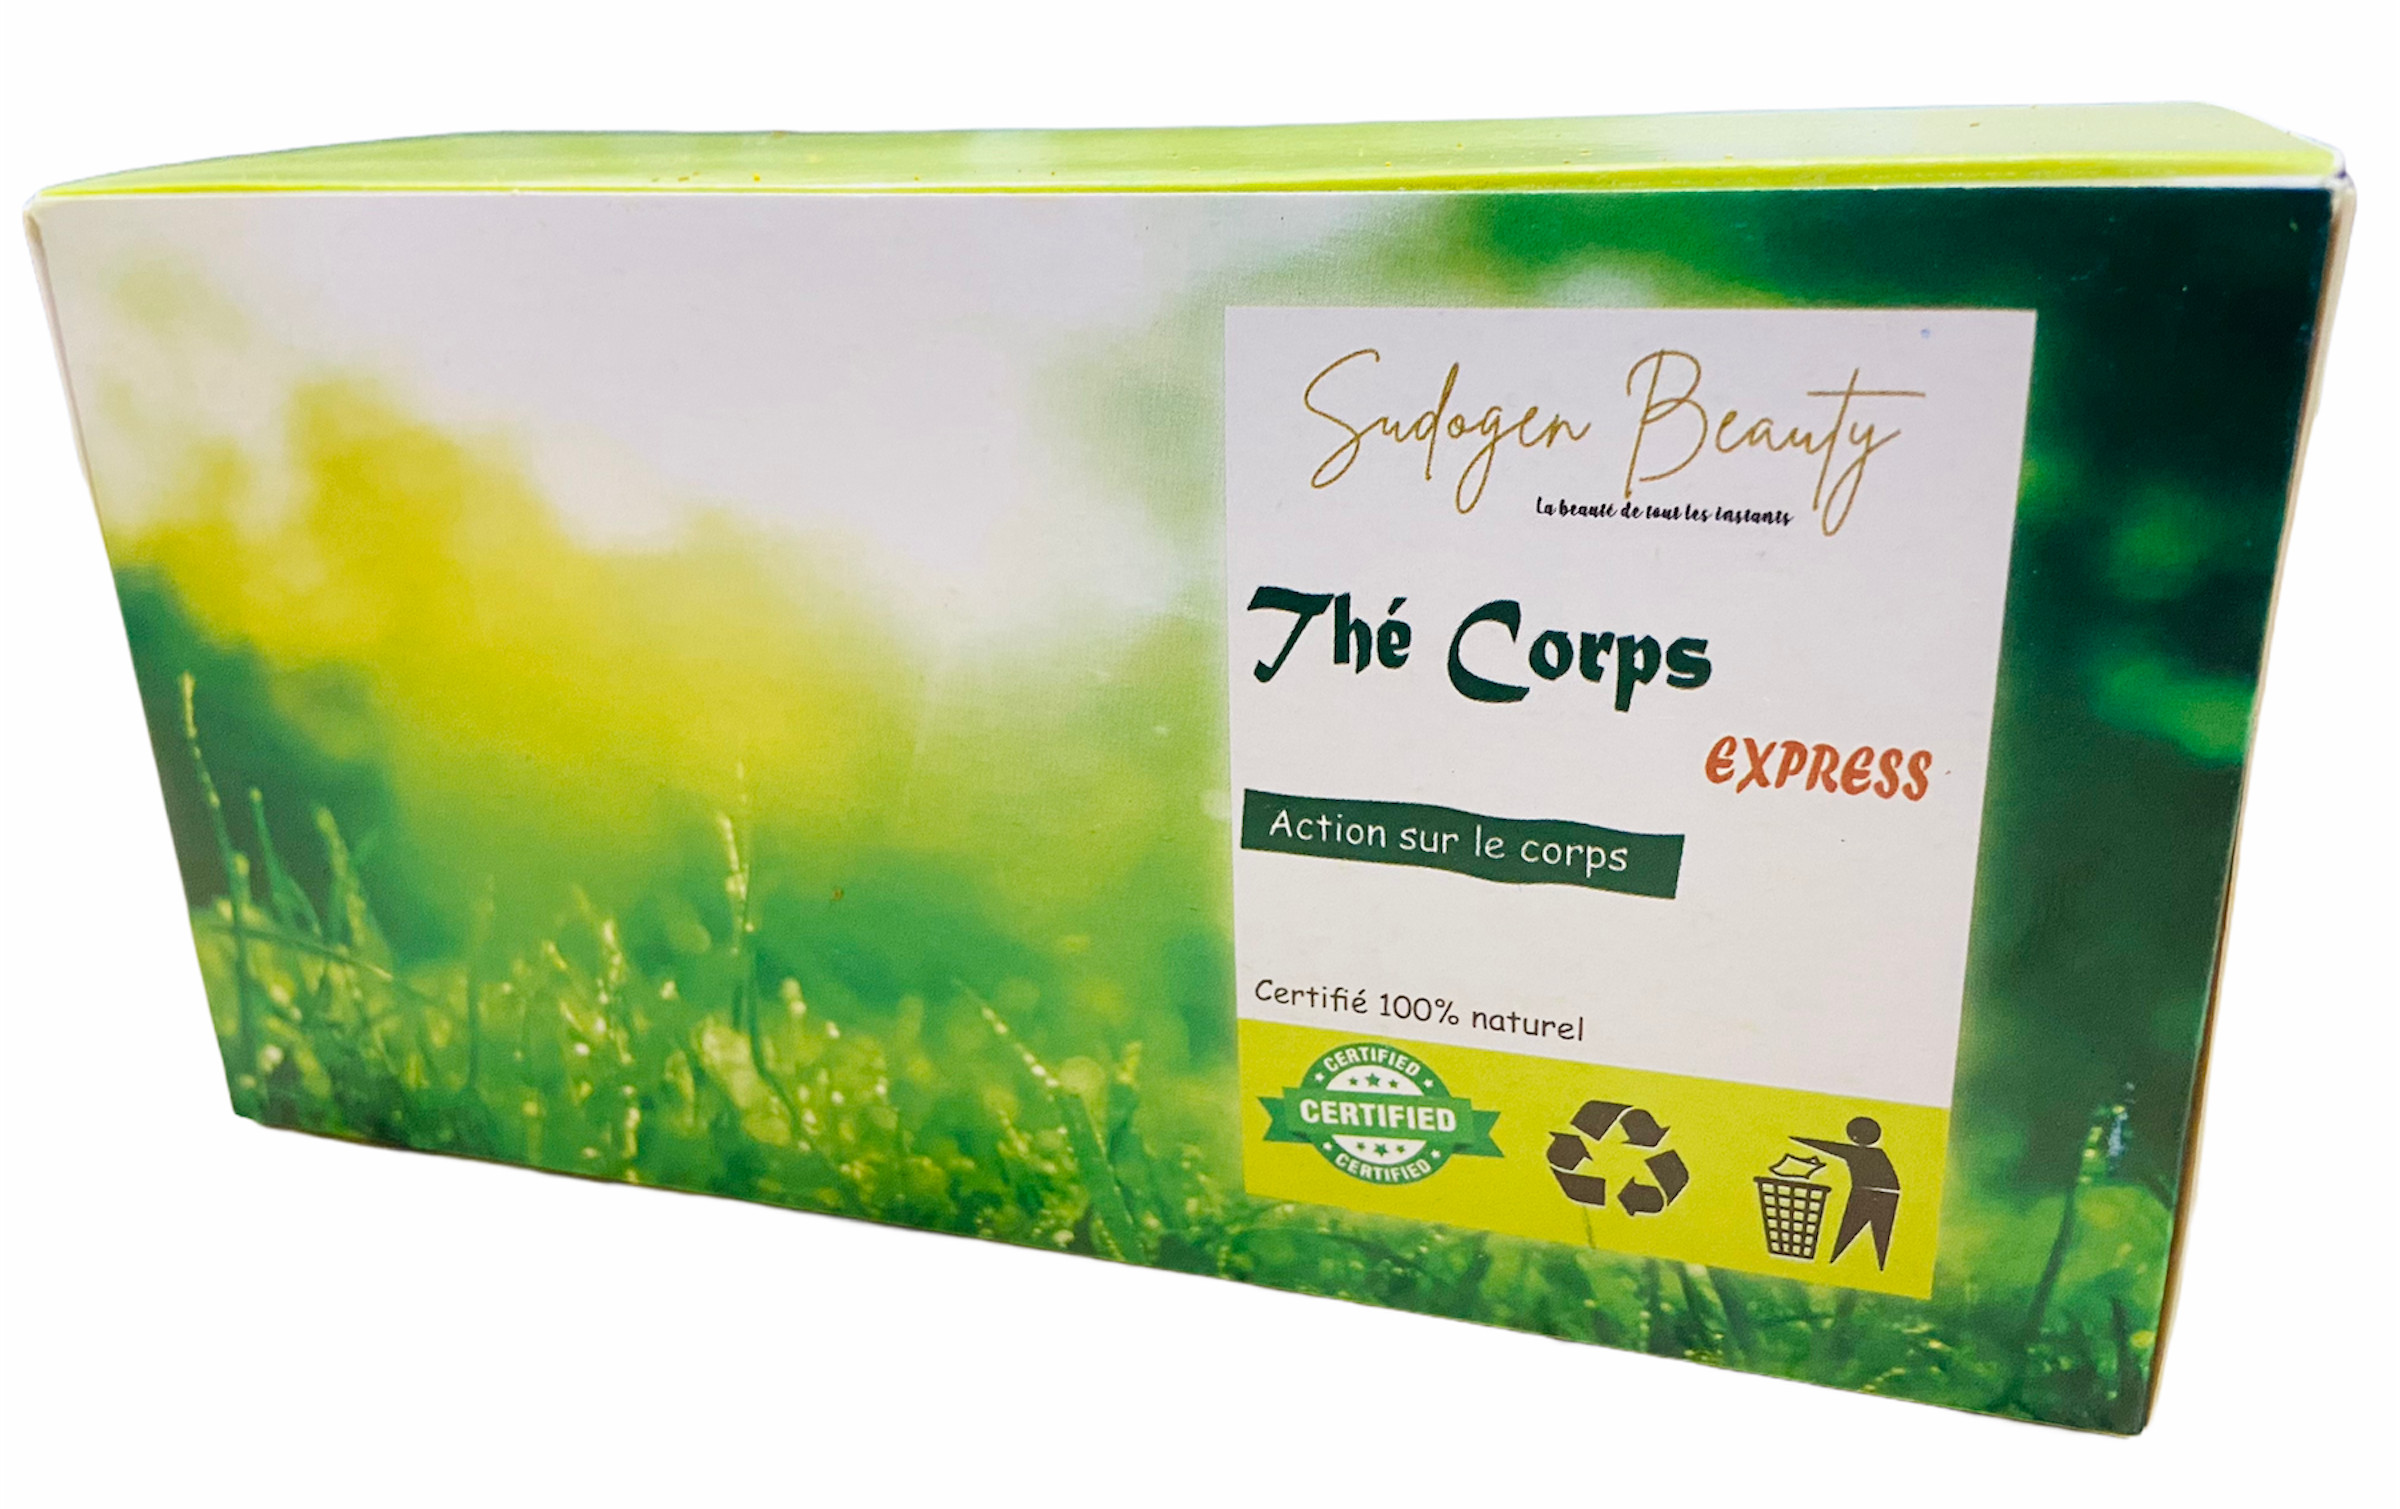 Sudogen Beauty
La beauté de tout les instants
Thé Corps
EXPRESS
Action sur le corps
Certifié 100% naturel
CERTIFIED
CERTIFIED
CERTIFIED